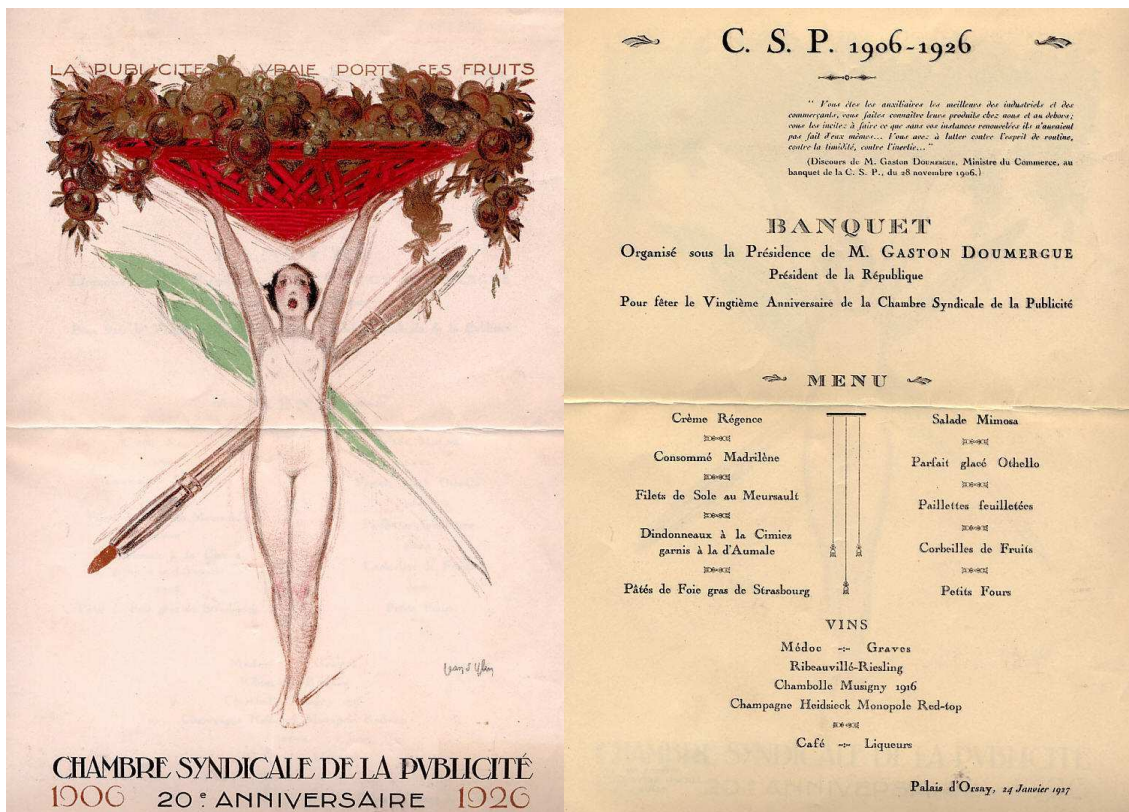 LA PUBLICITE VRAIE PORTE SES FRUITS
CHAMBRE SYNDICALE DE LA PVBLICITÉ
1906 20e ANNIVERSAIRE 1926
C. S. P. 1906-1926
" Vous êtes les auxiliaires les meilleurs des industriels et des
commerçants, vous faites connaître leurs produits chez nous et au dehors;
vous les incitez à faire ce que sans vos instances renouvelées ils n'auraient
pas fait d'eux mêmes... Vous avez à lutter contre l'esprit de routine,
contre la timidité, contre l'inertie... "
(Discours de M. Gaston DOUMERGUE, Ministre du Commerce, au
banquet de la C. S. P., du 28 novembre 1906.)
BANQUET
Organisé sous la Présidence de M. GASTON DOUMERGUE
Président de la République
Pour fêter le Vingtième Anniversaire de la Chambre Syndicale de la Publicité
MENU
Crème Régence
Consommé Madrilène
Filets de Sole au Meursault
Dindonneaux à la Cimiez
garnis à la d'Aumale
Pâtés de Foie gras de Strasbourg
Salade Mimosa
Parfait glacé Othello
Paillettes feuilletées
Corbeilles de Fruits
Petits Fours
VINS
Médoc -:- Graves
Ribeauvillé-Riesling
Chambolle Musigny 1916
Champagne Heidsieck Monopole Red-top
Café -:- Liqueurs
Palais d'Orsay, 24 Janvier 1927